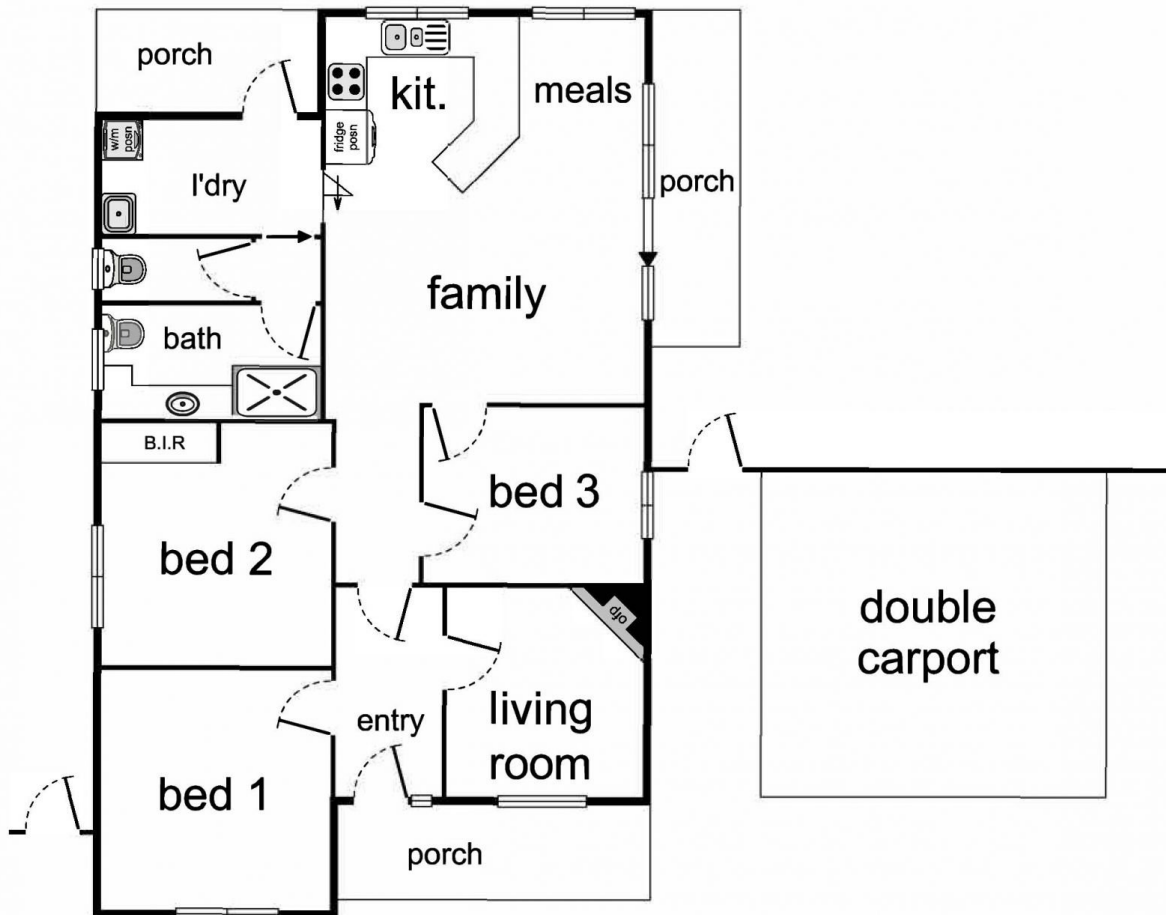 porch
kit.
meals
w/m
posn
fridge
posn
l'dry
porch
family
bath
B.I.R
bed 3
bed 2
ofp
double
carport
living
room
entry
bed 1
porch